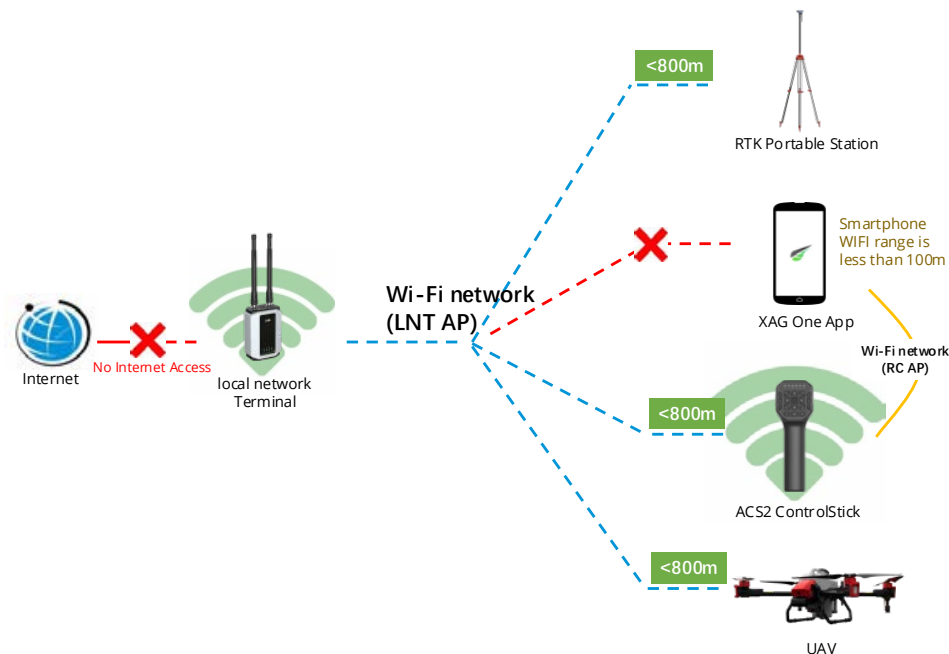 <800m
RTK Portable Station
Smartphone
WIFI range is
less than 100m
XAG One App
Wi-Fi network
(LNT AP)
Internet
No Internet Access
local network
Terminal
Wi-Fi network
(RC AP)
<800m
ACS2 ControlStick
<800m
UAV